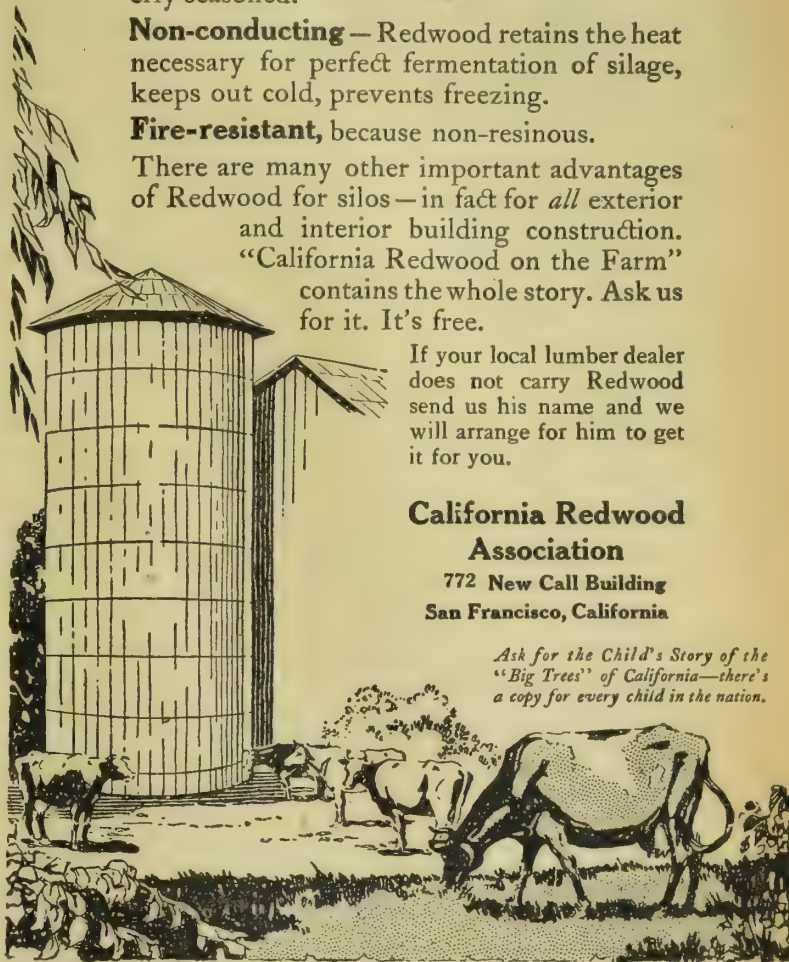 erly seasoned.
Non-conducting — Redwood retains the heat
necessary for perfect fermentation of silage,
keeps out cold, prevents freezing.
Fire-resistant, because non-resinous.
There are many other important advantages
of Redwood for silos — in fact for all exterior
and interior building construction.
“California Redwood on the Farm”
contains the whole story. Ask us
for it. It's free.
If your local lumber dealer
does not carry Redwood
send us his name and we
will arrange for him to get
it for you.
California Redwood
Association
772 New Call Building
San Francisco, California
Ask for the Child's Story of the
“Big Trees” of California—there's
a copy for every child in the nation.